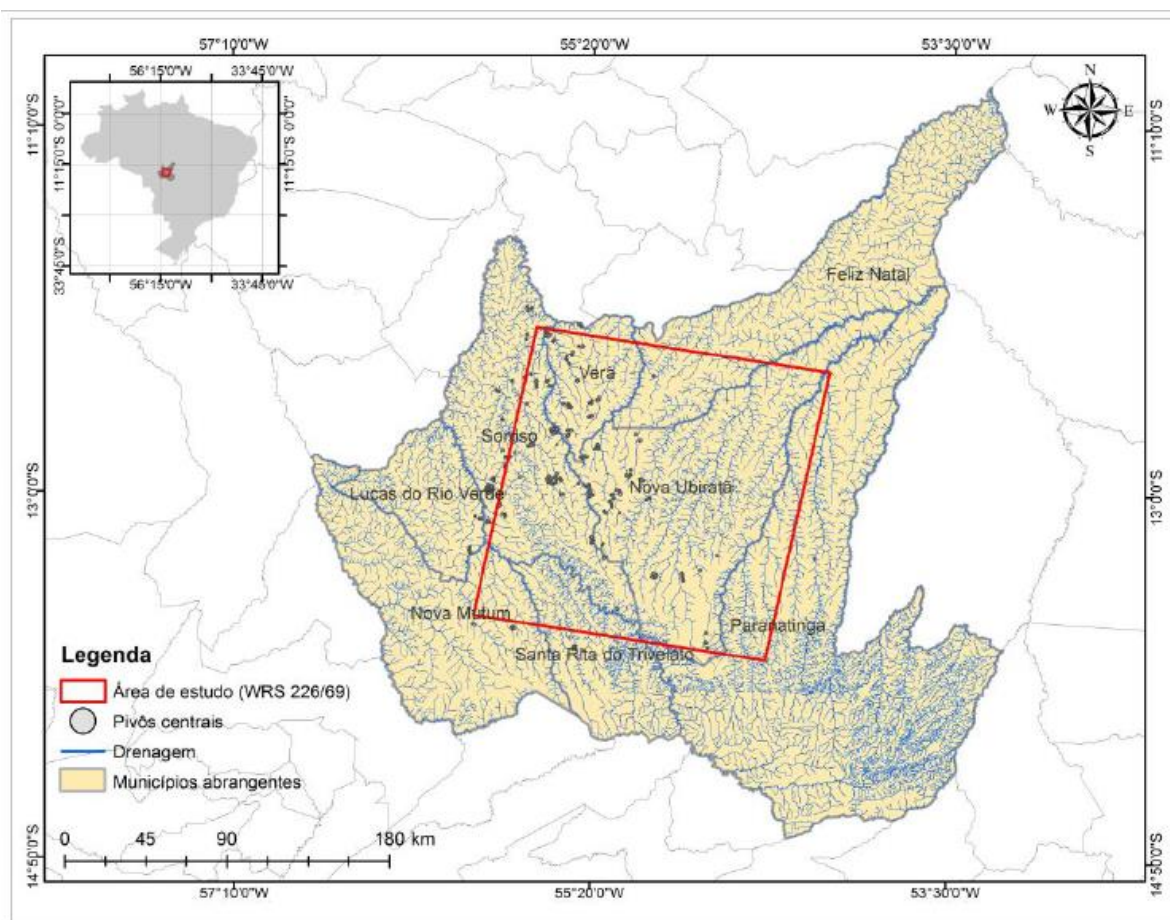 57°10'0"W 55°20'0"W 53°30'0"W
56°15'0"W 33°45'0"W
N
W E
S
11°10'0"S
11°10'0"S
0°0'0"
11°15'0"S
33°45'0"S
0°0'0"
11°15'0"S
33°45'0"S
56°15'0"W 33°45'0"W
Feliz Natal
Vera
Sorriso
Lucas do Rio Verde
Nova Ubiratã
13°0'0"S
13°0'0"S
Nova Mutum
Paranatinga
Santa Rita do Trivelato
Legenda
Área de estudo (WRS 226/69)
Pivôs centrais
Drenagem
Municípios abrangentes
0 45 90 180 km
14°50'0"S
14°50'0"S
57°10'0"W 55°20'0"W 53°30'0"W